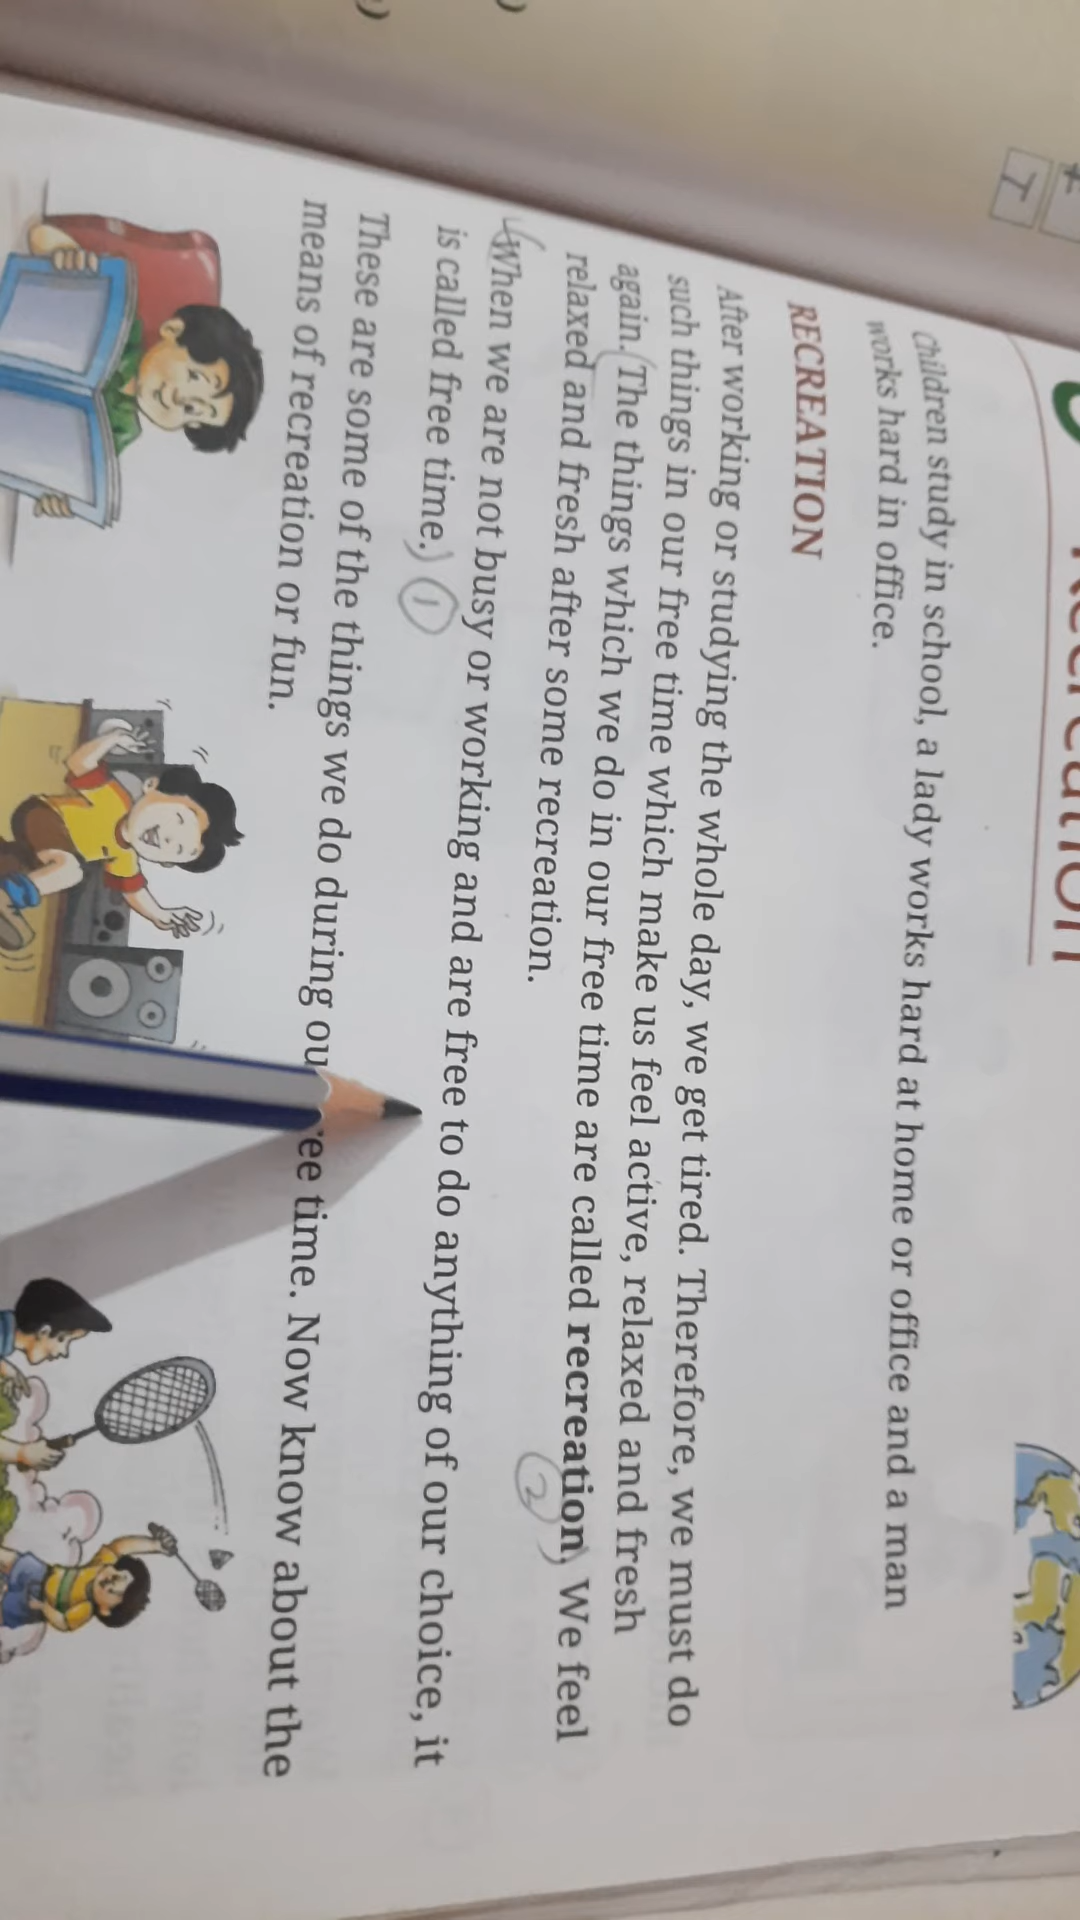 Recreation
Children study in school, a lady works hard at home or office and a man
works hard in office.
RECREATION
After working or studying the whole day, we get tired. Therefore, we must do
such things in our free time which make us feel active, relaxed and fresh
again. (The things which we do in our free time are called recreation) We feel
relaxed and fresh after some recreation.
2
(When we are not busy or working and are free to do anything of our choice, it
is called free time.) 1
These are some of the things we do during ou ree time. Now know about the
means of recreation or fun.
T